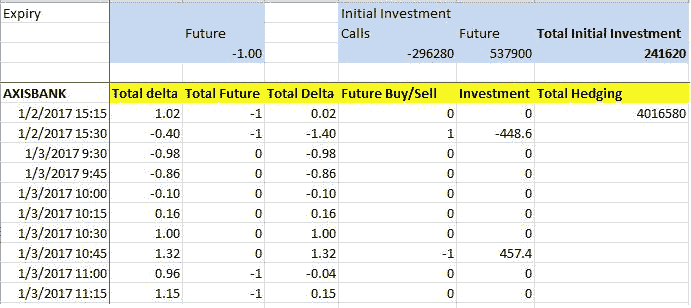 Expiry Initial Investment
Future Calls Future Total Initial Investment
-1.00 -296280 537900 241620
AXISBANK Total delta Total Future Total Delta Future Buy/Sell Investment Total Hedging
1/2/2017 15:15 1.02 -1 0.02 0 0 4016580
1/2/2017 15:30 -0.40 -1 -1.40 1 -448.6
1/3/2017 9:30 -0.98 0 -0.98 0 0
1/3/2017 9:45 -0.86 0 -0.86 0 0
1/3/2017 10:00 -0.10 0 -0.10 0 0
1/3/2017 10:15 0.16 0 0.16 0 0
1/3/2017 10:30 1.00 0 1.00 0 0
1/3/2017 10:45 1.32 0 1.32 -1 457.4
1/3/2017 11:00 0.96 -1 -0.04 0 0
1/3/2017 11:15 1.15 -1 0.15 0 0